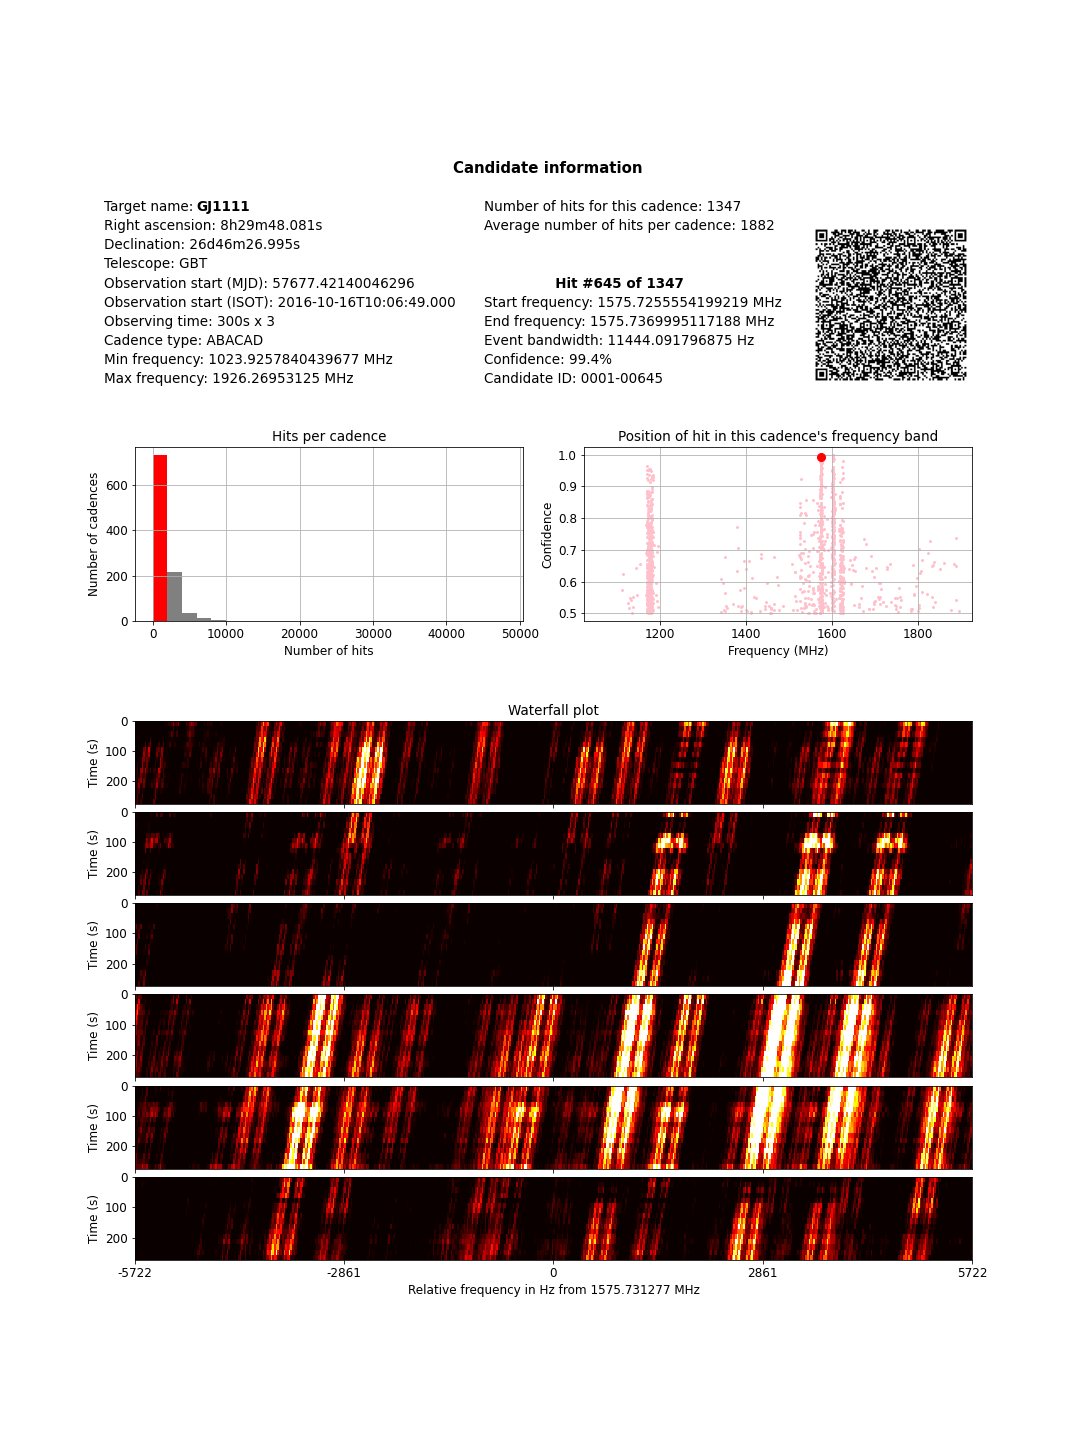 Candidate information
Target name: GJ1111
Right ascension: 8h29m48.081s
Declination: 26d46m26.995s
Telescope: GBT
Observation start (MJD): 57677.42140046296
Observation start (ISOT): 2016-10-16T10:06:49.000
Observing time: 300s x 3
Cadence type: ABACAD
Min frequency: 1023.9257840439677 MHz
Max frequency: 1926.26953125 MHz
Number of hits for this cadence: 1347
Average number of hits per cadence: 1882
Hit #645 of 1347
Start frequency: 1575.7255554199219 MHz
End frequency: 1575.7369995117188 MHz
Event bandwidth: 11444.091796875 Hz
Confidence: 99.4%
Candidate ID: 0001-00645
Hits per cadence
Number of cadences
600
400
200
0
0 10000 20000 30000 40000 50000
Number of hits
Position of hit in this cadence's frequency band
Confidence
1.0
0.9
0.8
0.7
0.6
0.5
1200 1400 1600 1800
Frequency (MHz)
Waterfall plot
Time (s)
0
100
200
Time (s)
0
100
200
Time (s)
0
100
200
Time (s)
0
100
200
Time (s)
0
100
200
Time (s)
0
100
200
-5722 -2861 0 2861 5722
Relative frequency in Hz from 1575.731277 MHz